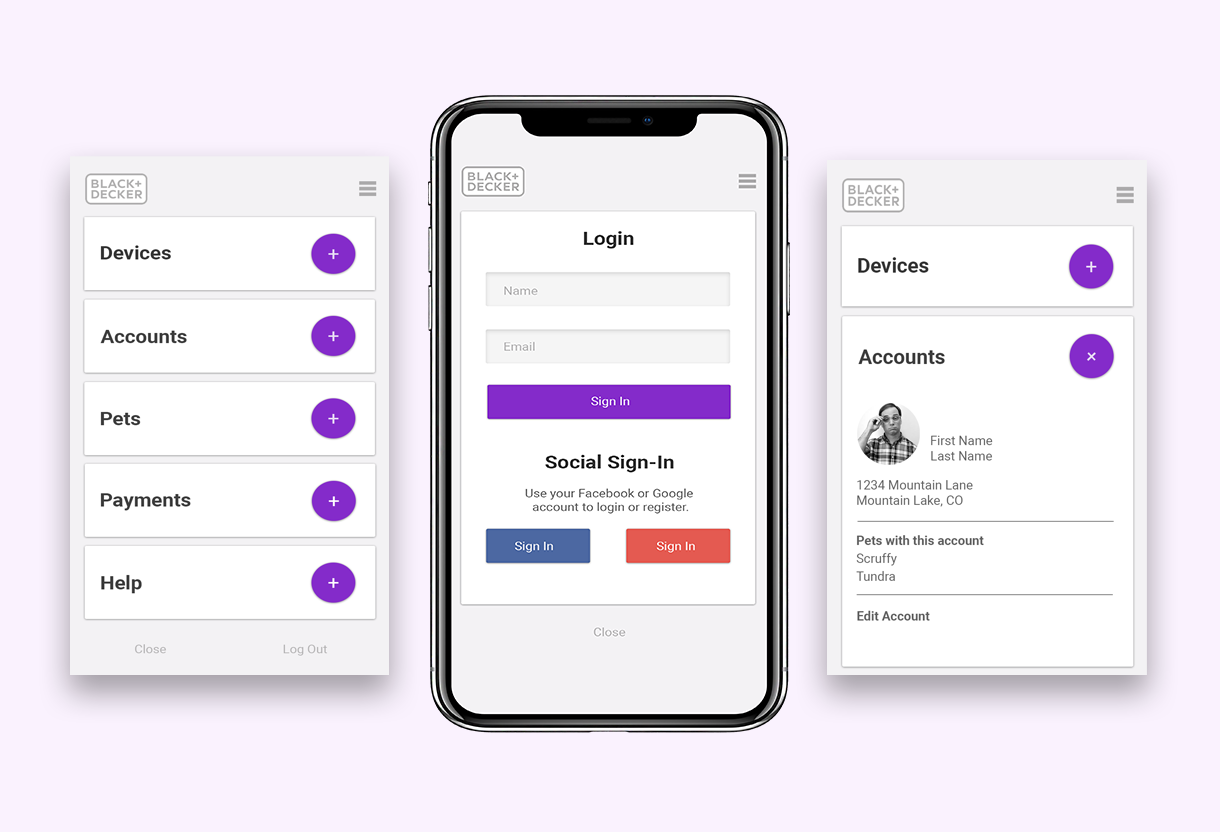 BLACK+
DECKER
Devices
+
Accounts
+
Pets
+
Payments
+
Help
+
Close
Log Out
BLACK+
DECKER
Login
Name
Email
Sign In
Social Sign-In
Use your Facebook or Google
account to login or register.
Sign In
Sign In
Close
BLACK+
DECKER
Devices
+
Accounts
×
First Name
Last Name
1234 Mountain Lane
Mountain Lake, CO
Pets with this account
Scruffy
Tundra
Edit Account